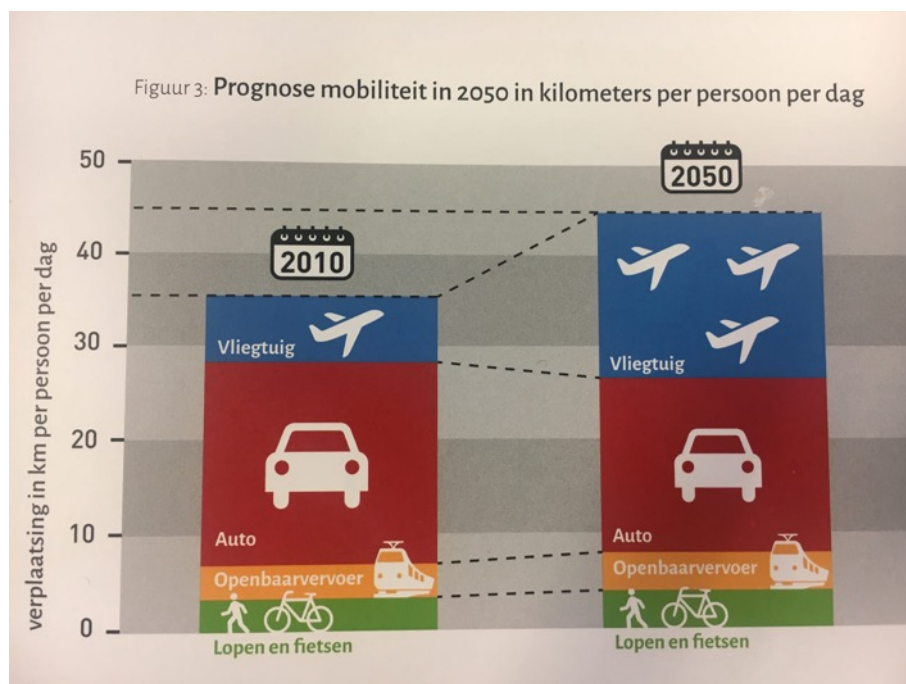 Figuur 3: Prognose mobiliteit in 2050 in kilometers per persoon per dag
verplaatsing in km per persoon per dag
50
40
30
20
10
0
2010
Vliegtuig
Auto
Openbaarvervoer
Lopen en fietsen
2050
Vliegtuig
Auto
Openbaarvervoer
Lopen en fietsen